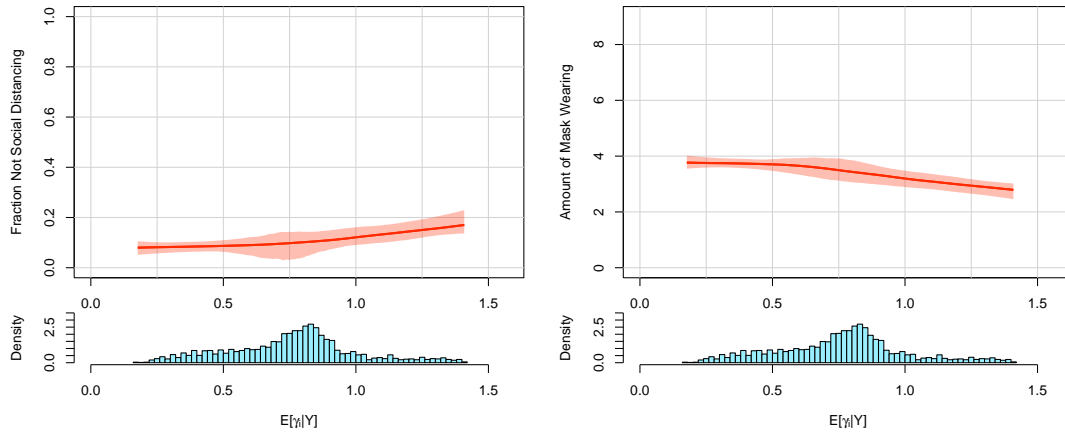 Fraction Not Social Distancing
1.0
0.8
0.6
0.4
0.2
0.0
0.0 0.5 1.0 1.5
Density
2.5
0.0
0.0 0.5 1.0 1.5
E[γᵢ|Y]
Amount of Mask Wearing
8
6
4
2
0
0.0 0.5 1.0 1.5
Density
2.5
0.0
0.0 0.5 1.0 1.5
E[γᵢ|Y]